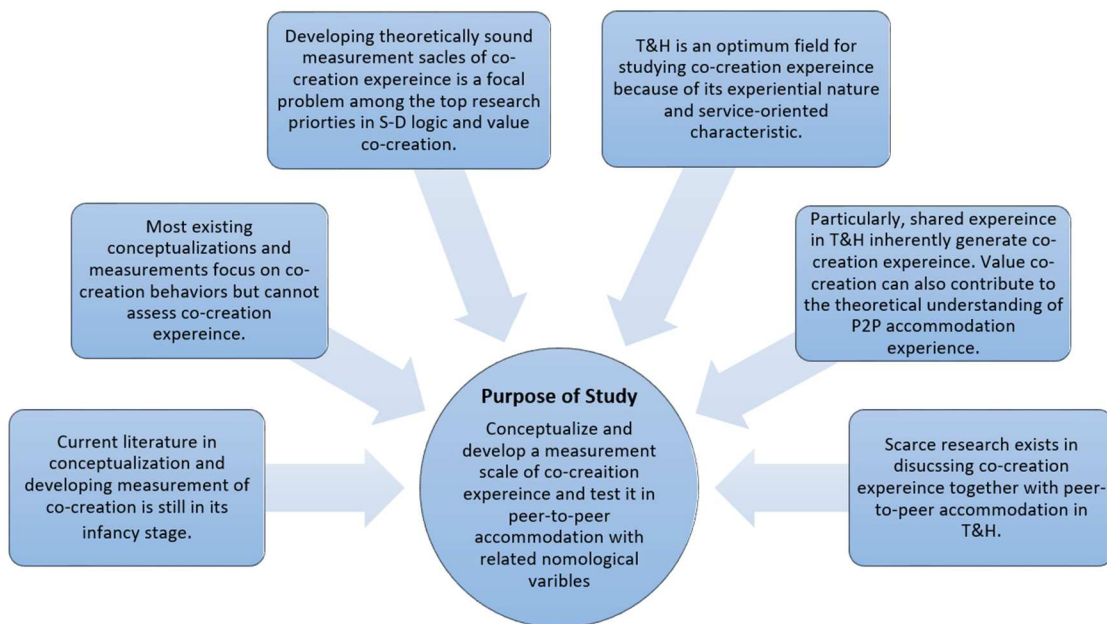 Developing theoretically sound
measurement sacles of co-
creation expereince is a focal
problem among the top research
priorties in S-D logic and value
co-creation.
T&H is an optimum field for
studying co-creation expereince
because of its experiential nature
and service-oriented
characteristic.
Most existing
conceptualizations and
measurements focus on co-
creation behaviors but cannot
assess co-creation
expereince.
Particularly, shared expereince
in T&H inherently generate co-
creation expereince. Value co-
creation can also contribute to
the theoretical understanding of
P2P accommodation
experience.
Current literature in
conceptualization and
developing measurement of
co-creation is still in its
infancy stage.
Purpose of Study
Conceptualize and
develop a measurement
scale of co-creaition
expereince and test it in
peer-to-peer
accommodation with
related nomological
varibles
Scarce research exists in
disucssing co-creation
expereince together with peer-
to-peer accommodation in
T&H.